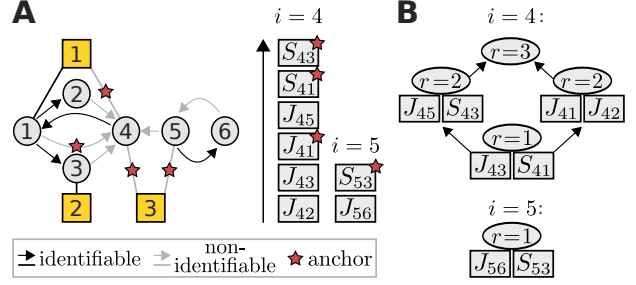 A
B
i = 4
i = 4:
1
2
1
4
5
6
3
2
3
S43
S41
J45
J41
J43
J42
i = 5
S53
J56
r=3
r=2
r=2
J45 S43
J41 J42
r=1
J43 S41
i = 5:
r=1
J56 S53
identifiable
non-
identifiable
anchor